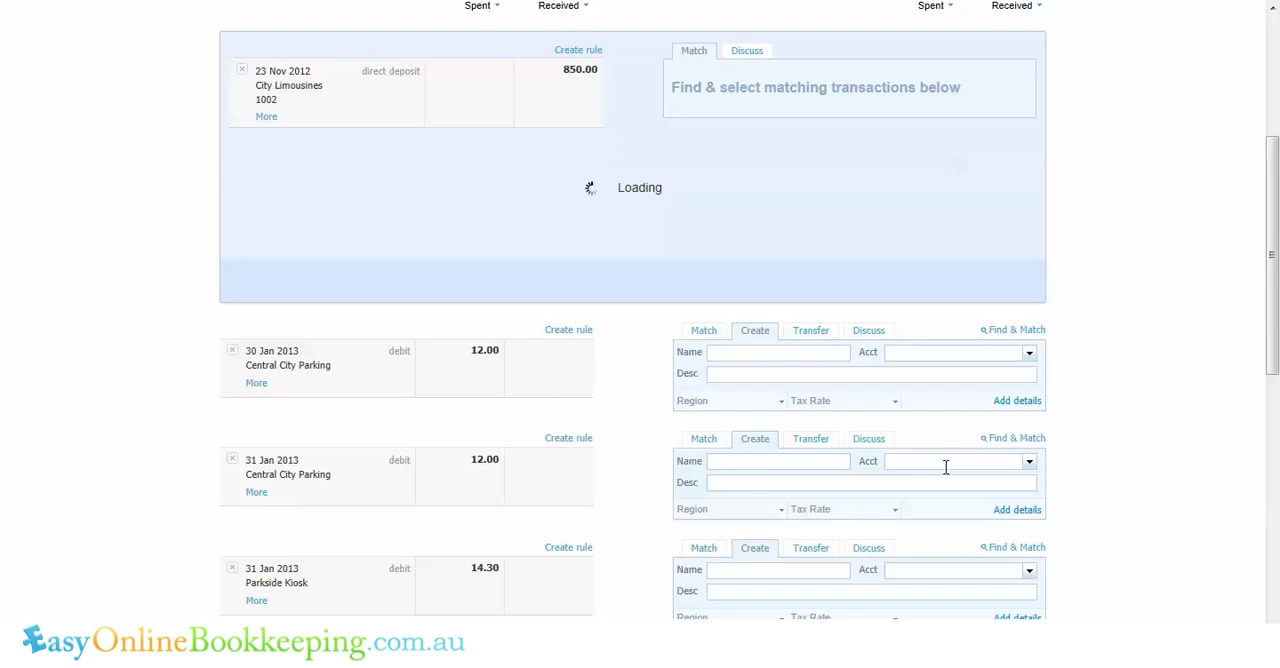 Spent Received Spent Received
Create rule
Match Discuss
23 Nov 2012 direct deposit 850.00
City Limousines
1002
More
Find & select matching transactions below
Loading
Create rule
Match Create Transfer Discuss Find & Match
30 Jan 2013 debit 12.00
Central City Parking
More
Name Acct
Desc
Region Tax Rate Add details
Create rule
Match Create Transfer Discuss Find & Match
31 Jan 2013 debit 12.00
Central City Parking
More
Name Acct
Desc
Region Tax Rate Add details
Create rule
Match Create Transfer Discuss Find & Match
31 Jan 2013 debit 14.30
Parkside Kiosk
More
Name Acct
Desc
Region Tax Rate Add details
EasyOnlineBookkeeping.com.au